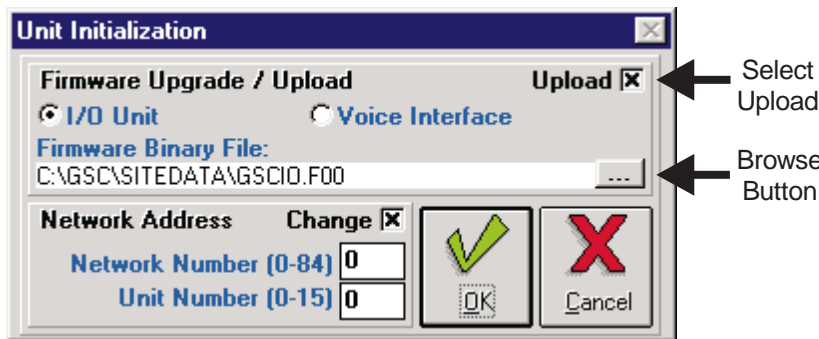 Unit Initialization
Firmware Upgrade / Upload Upload
I/O Unit Voice Interface
Firmware Binary File:
C:\GSC\SITEDATA\GSCIO.F00 ...
Network Address Change
Network Number (0-84) 0
Unit Number (0-15) 0
OK Cancel
Select
Upload
Browse
Button